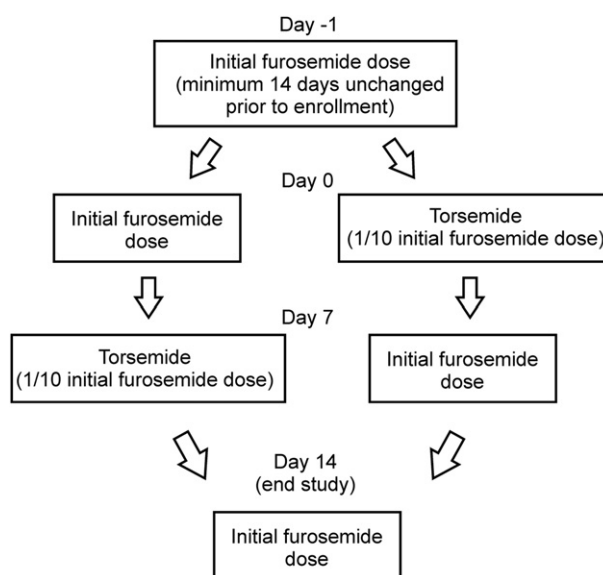 Day -1
Initial furosemide dose
(minimum 14 days unchanged
prior to enrollment)
Day 0
Initial furosemide
dose
Torsemide
(1/10 initial furosemide dose)
Day 7
Torsemide
(1/10 initial furosemide dose)
Initial furosemide
dose
Day 14
(end study)
Initial furosemide
dose